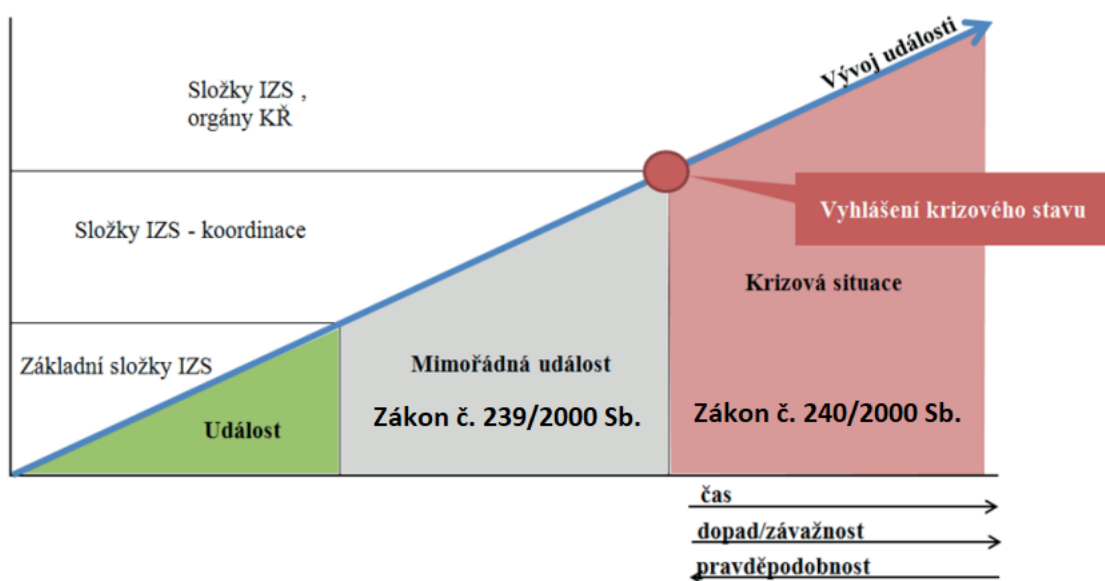 Vývoj události
Složky IZS ,
orgány KŘ
Vyhlášení krizového stavu
Složky IZS - koordinace
Krizová situace
Základní složky IZS
Mimořádná událost
Událost
Zákon č. 239/2000 Sb.
Zákon č. 240/2000 Sb.
čas
dopad/závažnost
pravděpodobnost